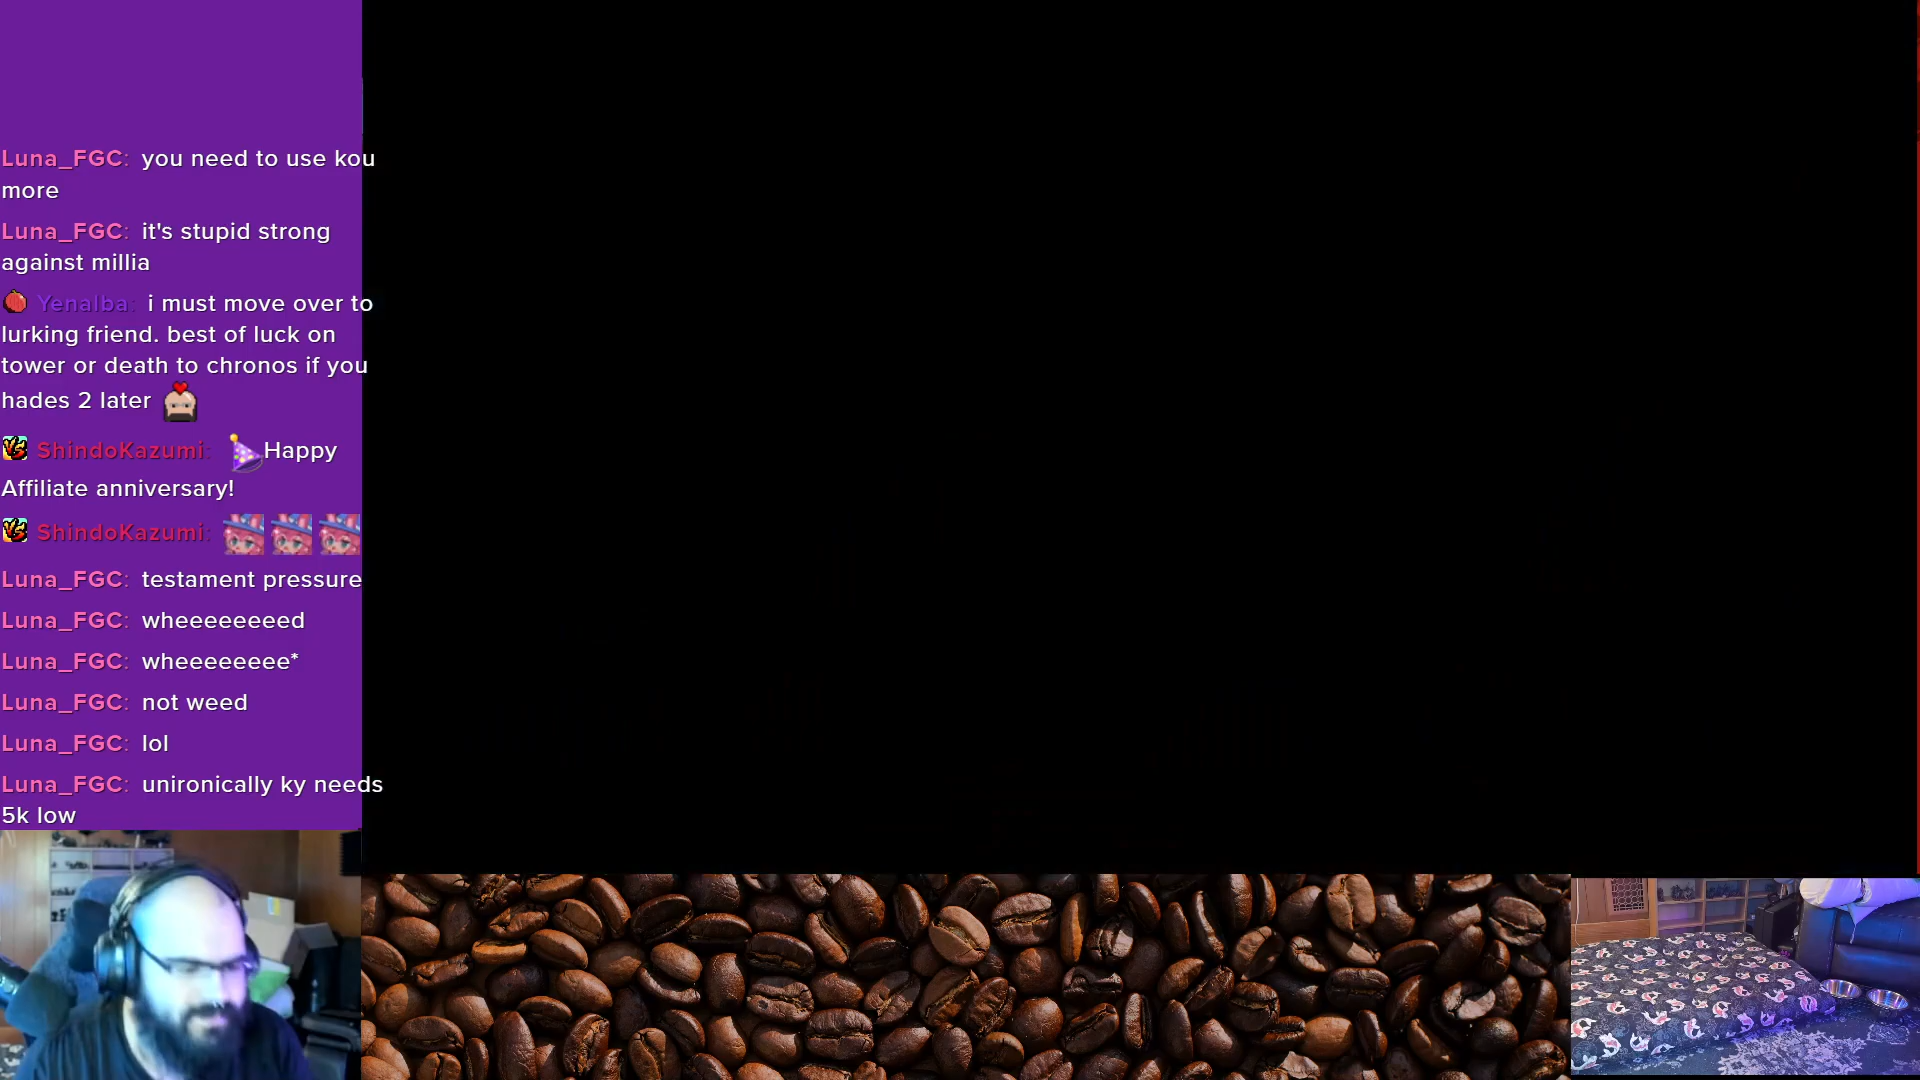 Luna_FGC: you need to use kou
more
Luna_FGC: it's stupid strong
against millia
Yenalba: i must move over to
lurking friend. best of luck on
tower or death to chronos if you
hades 2 later
ShindoKazumi: Happy
Affiliate anniversary!
ShindoKazumi:
Luna_FGC: testament pressure
Luna_FGC: wheeeeeeeed
Luna_FGC: wheeeeeeee*
Luna_FGC: not weed
Luna_FGC: lol
Luna_FGC: unironically ky needs
5k low